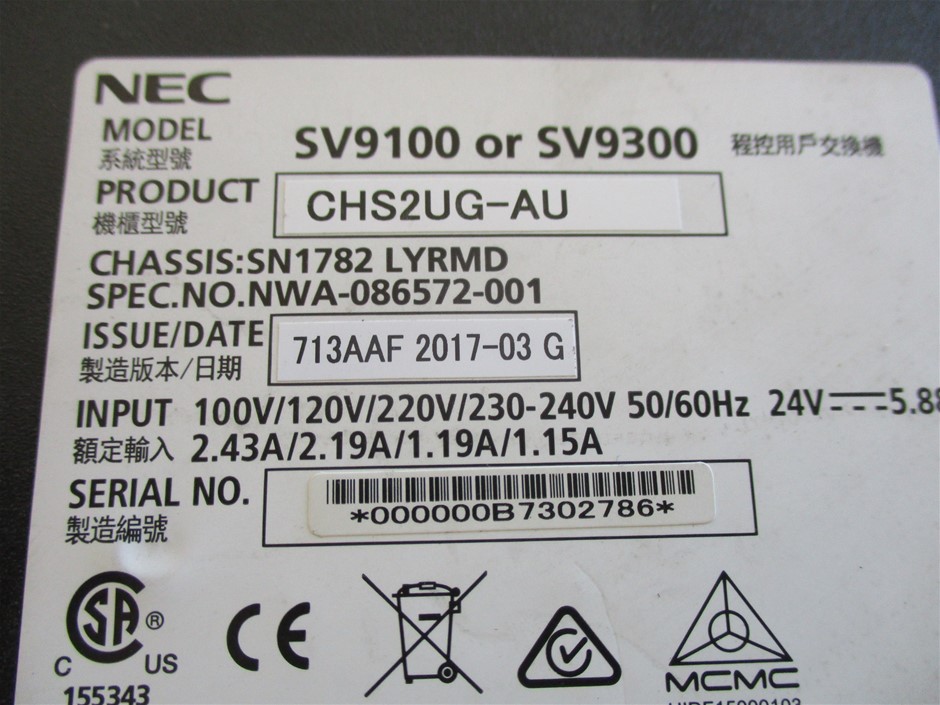 NEC
MODEL SV9100 or SV9300 程控用戶交換機
系統型號
PRODUCT CHS2UG-AU
機櫃型號
CHASSIS:SN1782 LYRMD
SPEC.NO.NWA-086572-001
ISSUE/DATE 713AAF 2017-03 G
製造版本/日期
INPUT 100V/120V/220V/230-240V 50/60Hz 24V 5.88
額定輸入 2.43A/2.19A/1.19A/1.15A
SERIAL NO.
*000000B7302786*
製造編號
SA ®
C US
CE
MCMC
155343